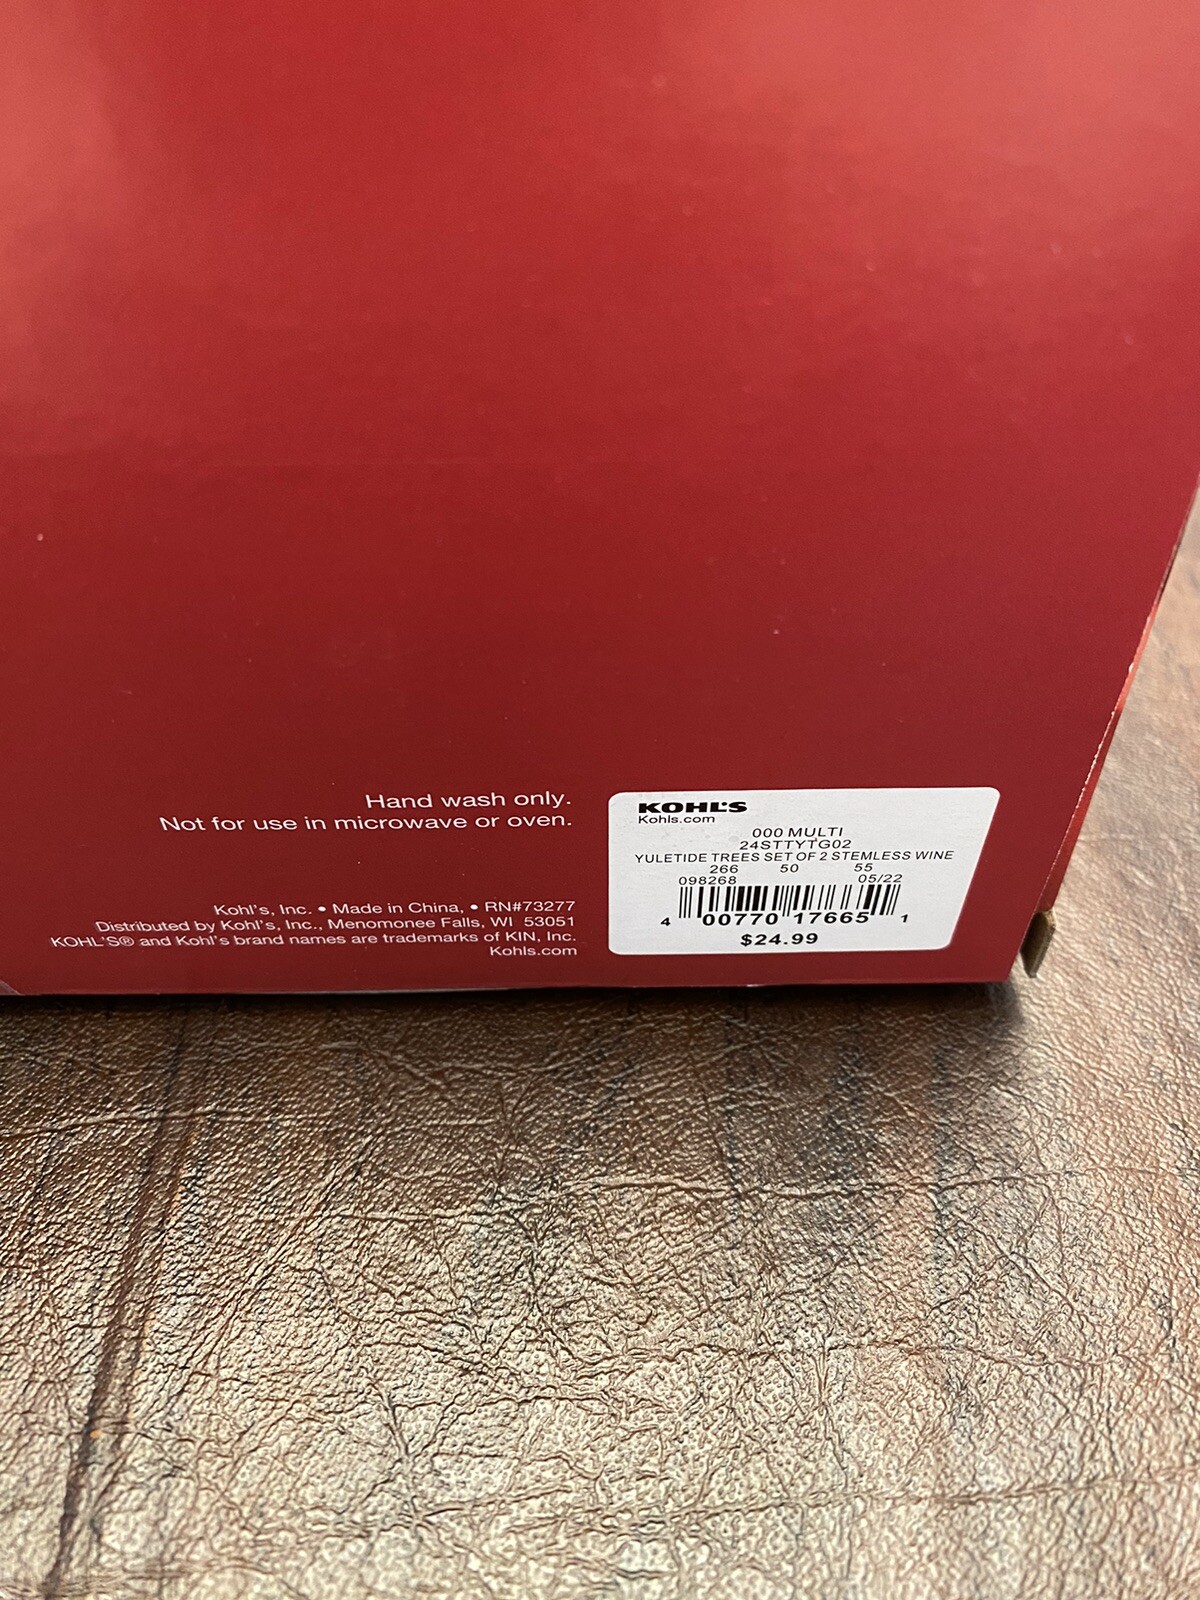 Hand wash only.
Not for use in microwave or oven.
Kohl's, Inc. • Made in China, • RN#73277
Distributed by Kohl's, Inc., Menomonee Falls, WI 53051
KOHL'S® and Kohl's brand names are trademarks of KIN, Inc.
Kohls.com
KOHL'S
Kohls.com
000 MULTI
24STTYTG02
YULETIDE TREES SET OF 2 STEMLESS WINE
266 50 55
098268 05/22
4 00770 17665 1
$24.99